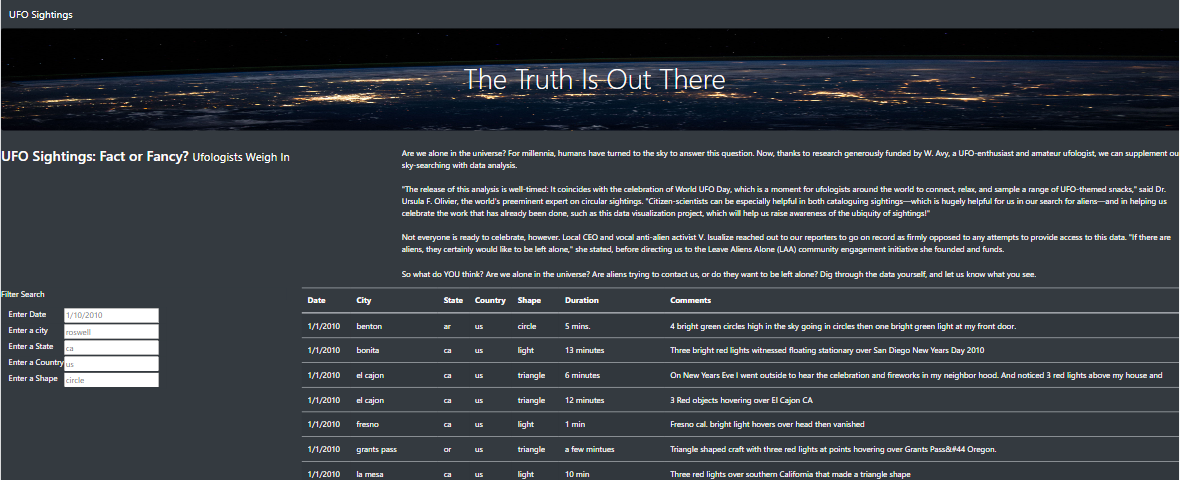 UFO Sightings
The Truth Is Out There
UFO Sightings: Fact or Fancy? Ufologists Weigh In
Are we alone in the universe? For millennia, humans have turned to the sky to answer this question. Now, thanks to research generously funded by W. Avy, a UFO-enthusiast and amateur ufologist, we can supplement ou
sky-searching with data analysis.
"The release of this analysis is well-timed: It coincides with the celebration of World UFO Day, which is a moment for ufologists around the world to connect, relax, and sample a range of UFO-themed snacks," said Dr.
Ursula F. Olivier, the world's preeminent expert on circular sightings. "Citizen-scientists can be especially helpful in both cataloguing sightings—which is hugely helpful for us in our search for aliens—and in helping us
celebrate the work that has already been done, such as this data visualization project, which will help us raise awareness of the ubiquity of sightings!"
Not everyone is ready to celebrate, however. Local CEO and vocal anti-alien activist V. Isualize reached out to our reporters to go on record as firmly opposed to any attempts to provide access to this data. "If there are
aliens, they certainly would like to be left alone," she stated, before directing us to the Leave Aliens Alone (LAA) community engagement initiative she founded and funds.
So what do YOU think? Are we alone in the universe? Are aliens trying to contact us, or do they want to be left alone? Dig through the data yourself, and let us know what you see.
Filter Search
Enter Date 1/10/2010
Enter a city roswell
Enter a State ca
Enter a Country us
Enter a Shape circle
Date City State Country Shape Duration Comments
1/1/2010 benton ar us circle 5 mins. 4 bright green circles high in the sky going in circles then one bright green light at my front door.
1/1/2010 bonita ca us light 13 minutes Three bright red lights witnessed floating stationary over San Diego New Years Day 2010
1/1/2010 el cajon ca us triangle 6 minutes On New Years Eve I went outside to hear the celebration and fireworks in my neighbor hood. And noticed 3 red lights above my house and
1/1/2010 el cajon ca us triangle 12 minutes 3 Red objects hovering over El Cajon CA
1/1/2010 fresno ca us light 1 min Fresno cal. bright light hovers over head then vanished
1/1/2010 grants pass or us triangle a few mintues Triangle shaped craft with three red lights at points hovering over Grants Pass&#44 Oregon.
1/1/2010 la mesa ca us light 10 min Three red lights over southern California that made a triangle shape